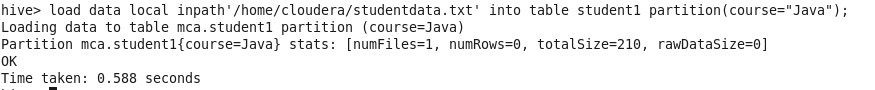 hive> load data local inpath'/home/cloudera/studentdata.txt' into table student1 partition(course="Java");
Loading data to table mca.student1 partition (course=Java)
Partition mca.student1{course=Java} stats: [numFiles=1, numRows=0, totalSize=210, rawDataSize=0]
OK
Time taken: 0.588 seconds